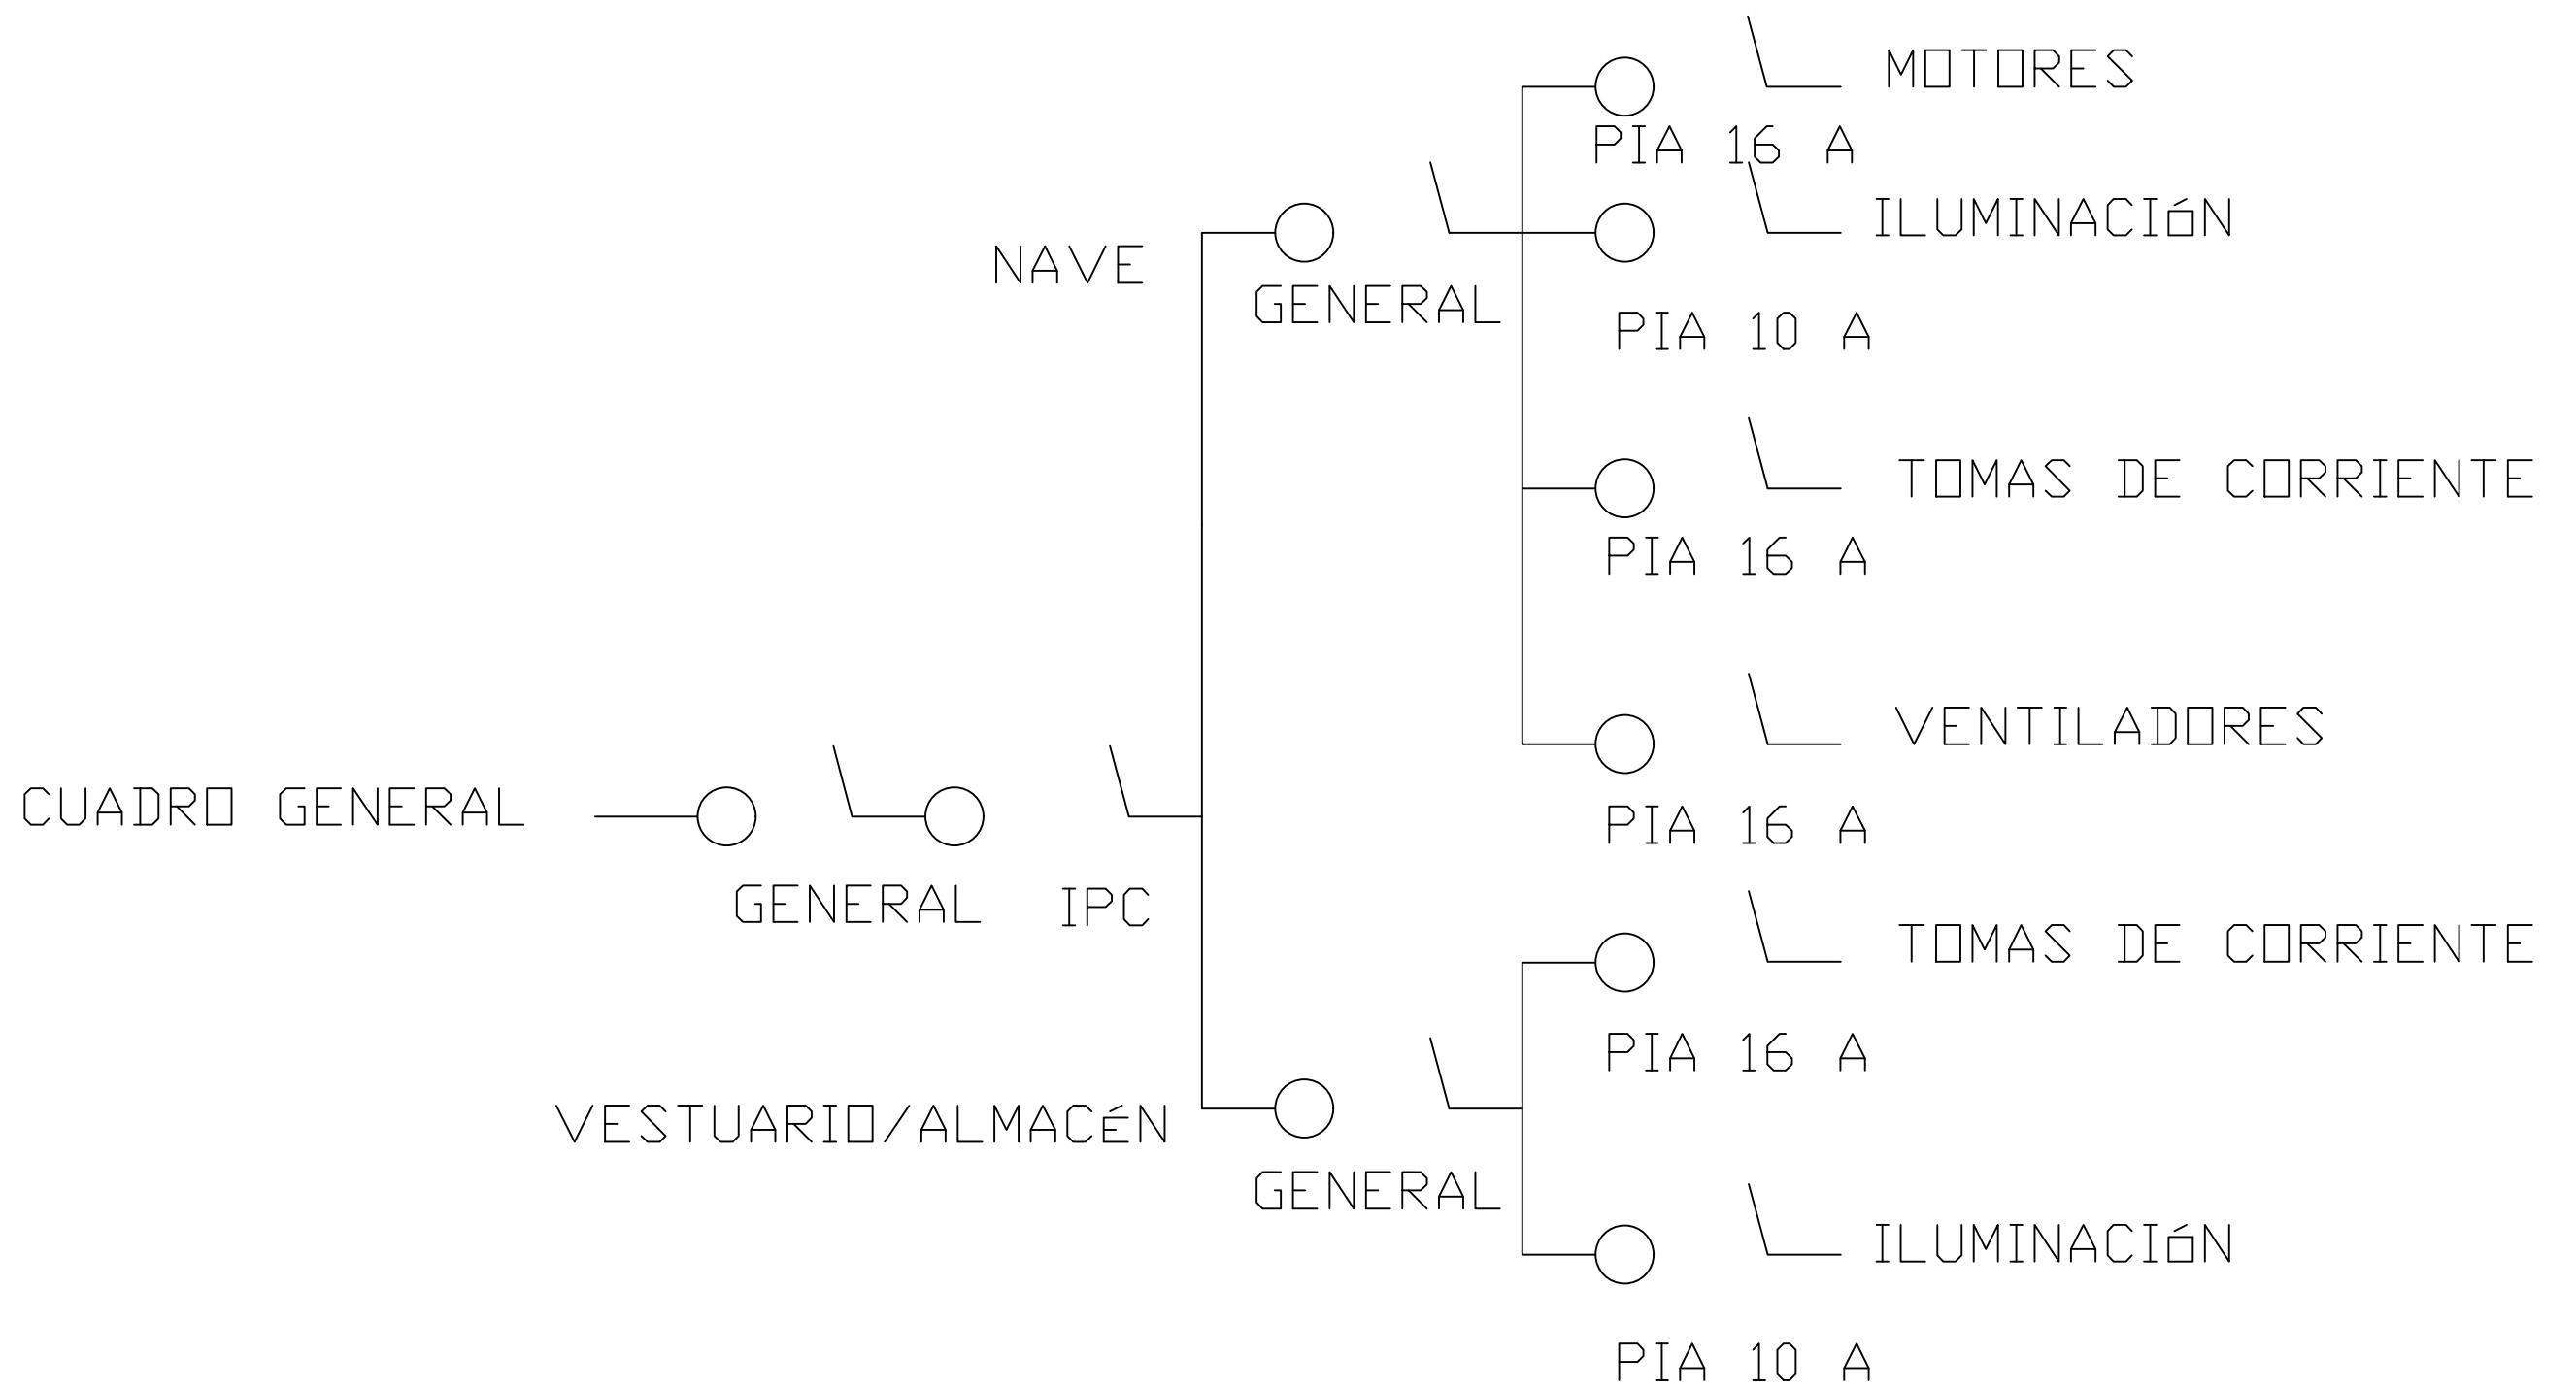 MOTORES
PIA 16 A
ILUMINACIóN
NAVE
GENERAL
PIA 10 A
TOMAS DE CORRIENTE
PIA 16 A
VENTILADORES
CUADRO GENERAL
PIA 16 A
GENERAL
IPC
TOMAS DE CORRIENTE
PIA 16 A
VESTUARIO/ALMACéN
GENERAL
ILUMINACIóN
PIA 10 A